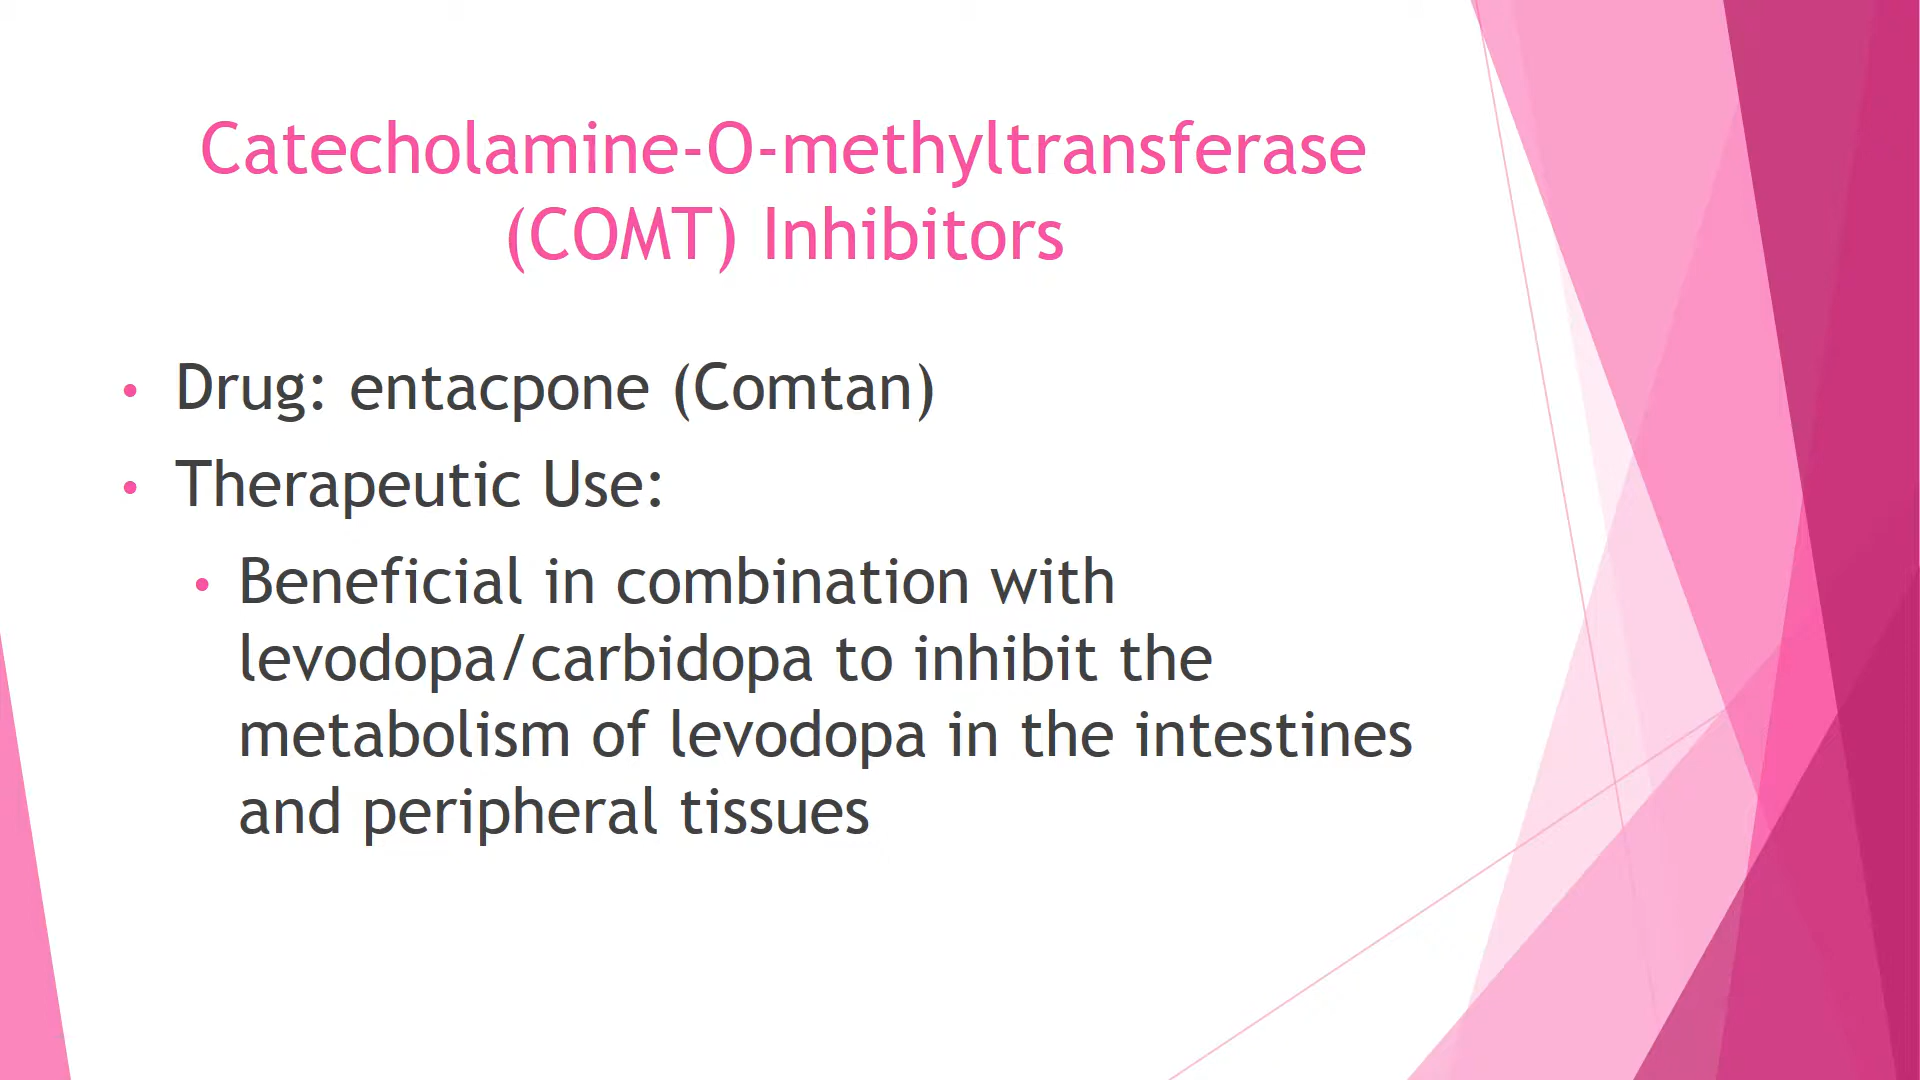 Catecholamine-O-methyltransferase
(COMT) Inhibitors
• Drug: entacpone (Comtan)
• Therapeutic Use:
• Beneficial in combination with
levodopa/carbidopa to inhibit the
metabolism of levodopa in the intestines
and peripheral tissues